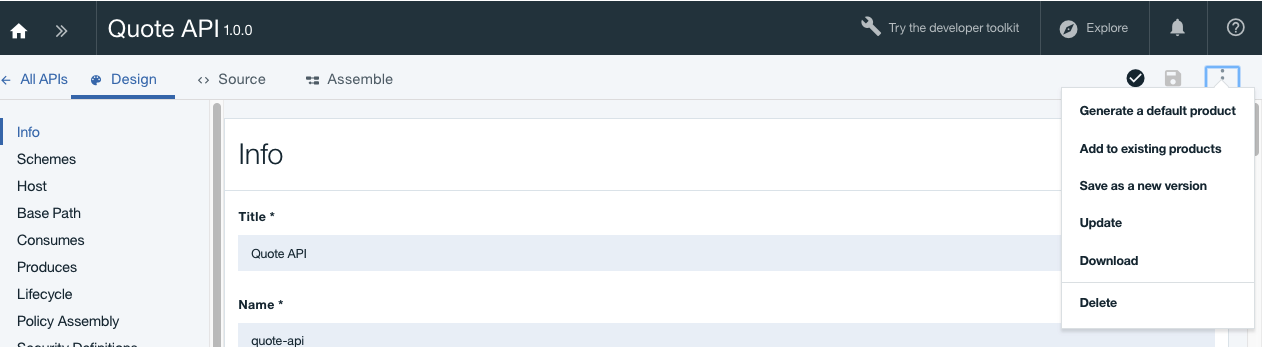 Quote API 1.0.0
Try the developer toolkit
Explore
All APIs
Design
Source
Assemble
Generate a default product
Add to existing products
Save as a new version
Update
Download
Delete
Info
Schemes
Host
Base Path
Consumes
Produces
Lifecycle
Policy Assembly
Security Definitions
Info
Title *
Quote API
Name *
quote-api